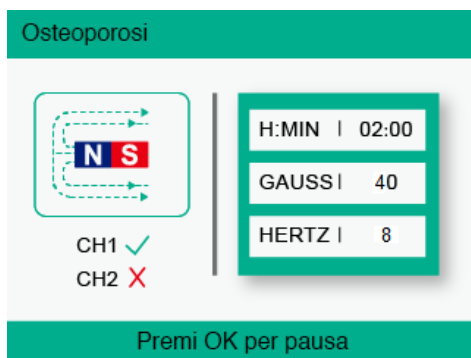 Osteoporosi
N S
CH1 ✓
CH2 X
H:MIN | 02:00
GAUSS | 40
HERTZ | 8
Premi OK per pausa